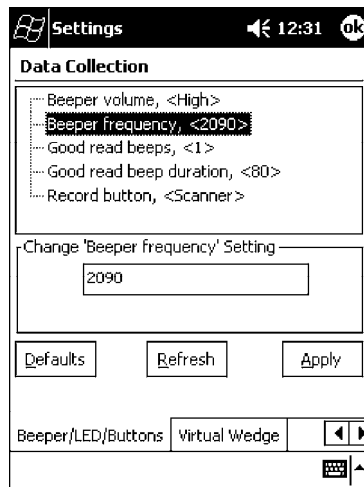 Settings 12:31 ok
Data Collection
Beeper volume, <High>
Beeper frequency, <2090>
Good read beeps, <1>
Good read beep duration, <80>
Record button, <Scanner>
Change 'Beeper frequency' Setting
2090
Defaults Refresh Apply
Beeper/LED/Buttons Virtual Wedge